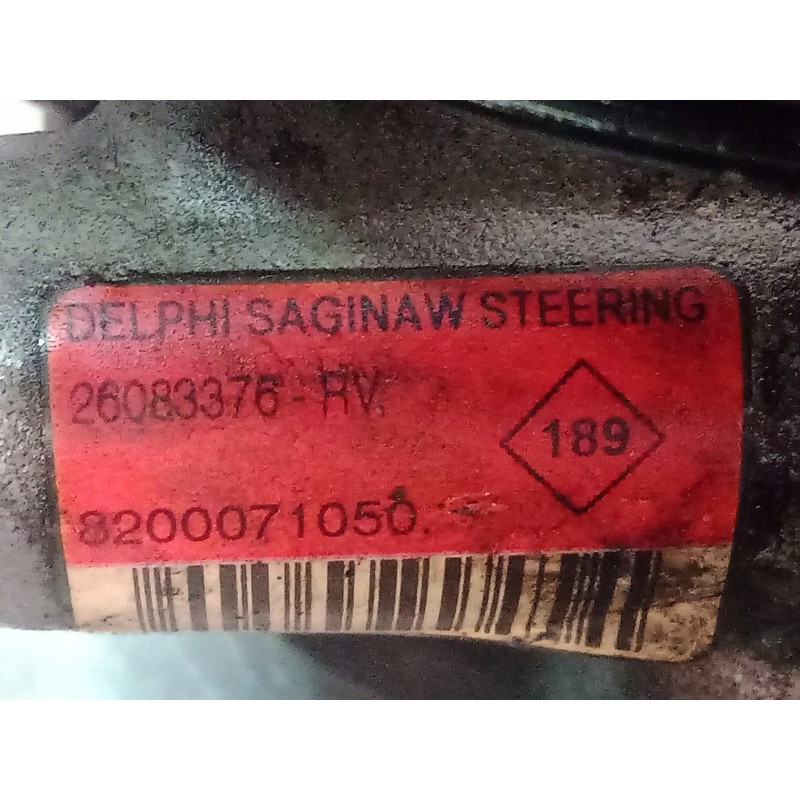 DELPHI SAGINAW STEERING
26083376 - RV.
189
8200071050.